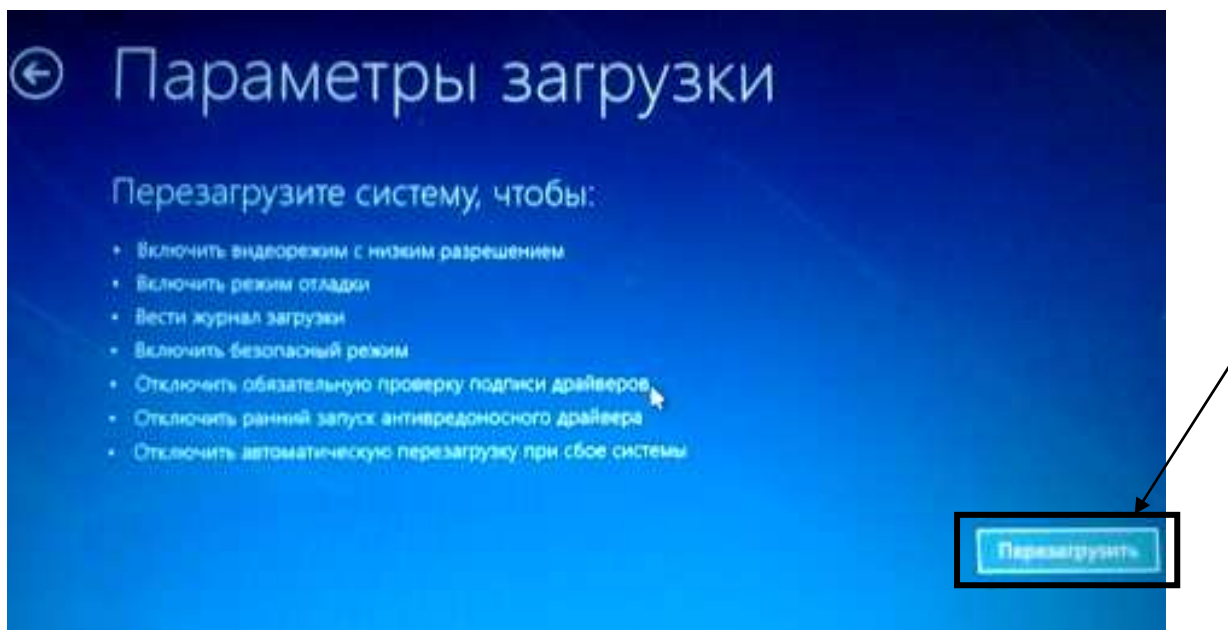 Параметры загрузки
Перезагрузите систему, чтобы:
• Включить видеорежим с низким разрешением
• Включить режим отладки
• Вести журнал загрузки
• Включить безопасный режим
• Отключить обязательную проверку подписи драйверов
• Отключить ранний запуск антивредоносного драйвера
• Отключить автоматическую перезагрузку при сбое системы
Перезагрузить